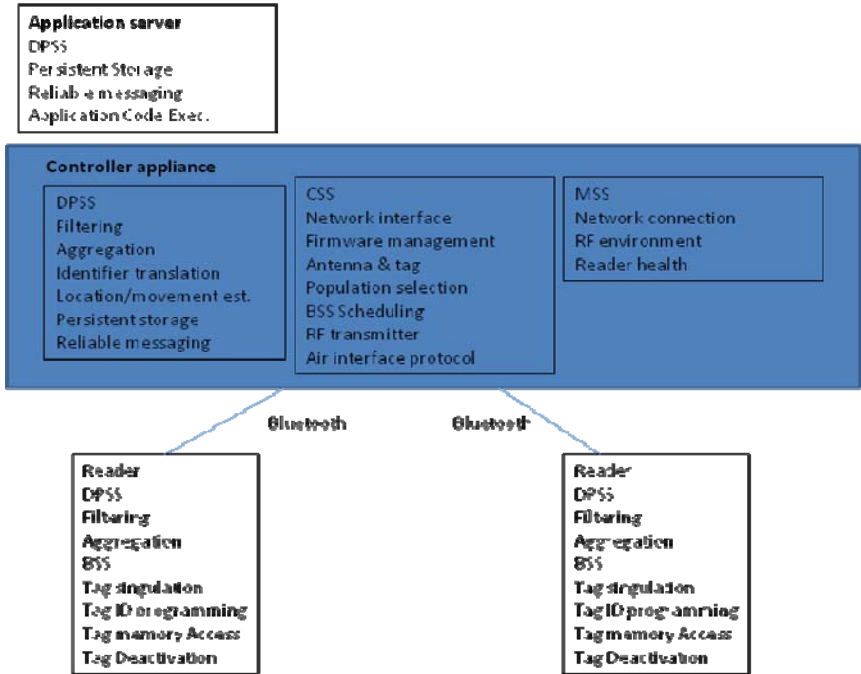 Application server
DPSS
Persistent Storage
Reliable messaging
Application Code Exec.
Controller appliance
DPSS
Filtering
Aggregation
Identifier translation
Location/movement est.
Persistent storage
Reliable messaging
CSS
Network interface
Firmware management
Antenna & tag
Population selection
BSS Scheduling
RF transmitter
Air interface protocol
MSS
Network connection
RF environment
Reader health
Bluetooth
Bluetooth
Reader
DPSS
Filtering
Aggregation
BSS
Tag singulation
Tag ID programming
Tag memory Access
Tag Deactivation
Reader
DPSS
Filtering
Aggregation
BSS
Tag singulation
Tag ID programming
Tag memory Access
Tag Deactivation